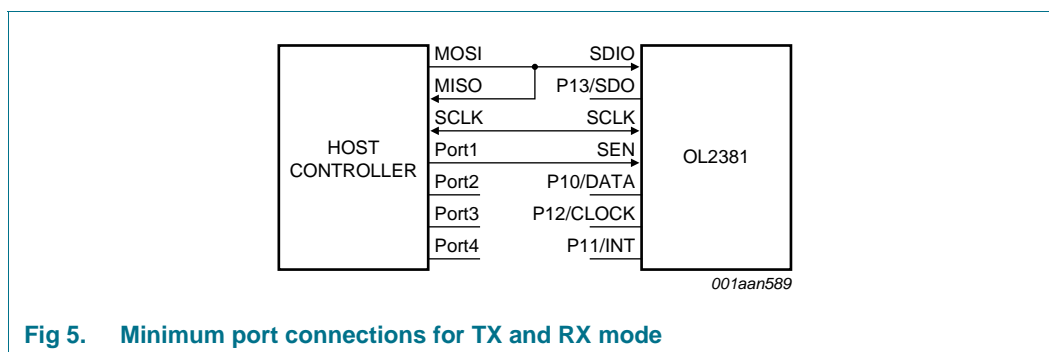 MOSI SDIO
MISO P13/SDO
SCLK SCLK
HOST CONTROLLER
Port1 SEN
OL2381
Port2 P10/DATA
Port3 P12/CLOCK
Port4 P11/INT
001aan589
Fig 5. Minimum port connections for TX and RX mode